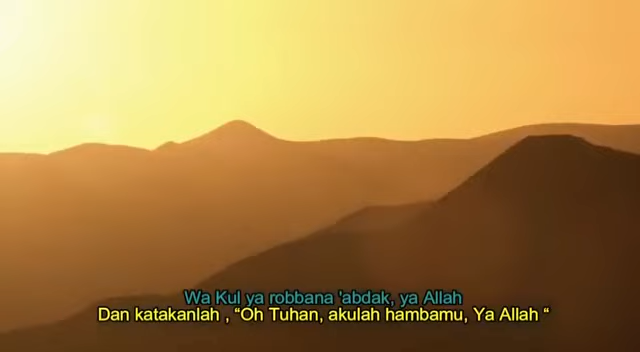 Wa Kul ya robbana 'abdak, ya Allah
Dan katakanlah , “Oh Tuhan, akulah hambamu, Ya Allah “